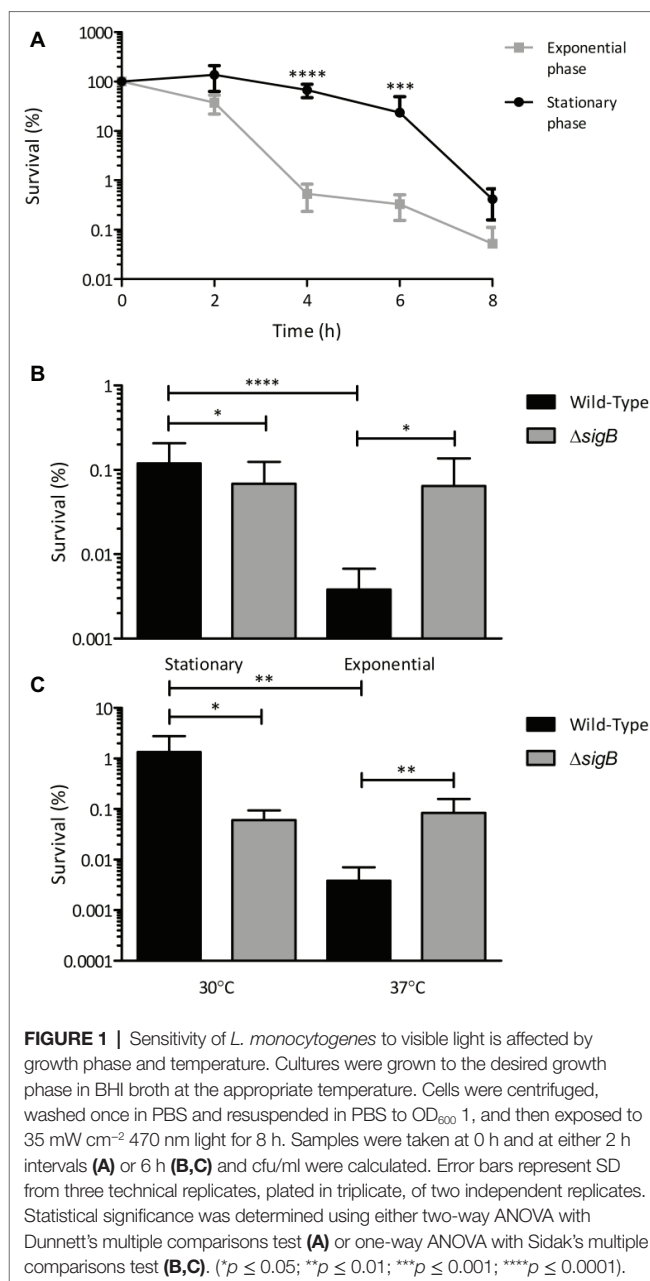 A
1000
100
10
1
0.1
0.01
Survival (%)
**** ***
0 2 4 6 8
Time (h)
Exponential phase
Stationary phase
B
1
0.1
0.01
0.001
Survival (%)
****
* *
Wild-Type
ΔsigB
Stationary Exponential
C
10
1
0.1
0.01
0.001
0.0001
Survival (%)
**
* **
Wild-Type
ΔsigB
30°C 37°C
FIGURE 1 | Sensitivity of L. monocytogenes to visible light is affected by
growth phase and temperature. Cultures were grown to the desired growth
phase in BHI broth at the appropriate temperature. Cells were centrifuged,
washed once in PBS and resuspended in PBS to OD₆₀₀ 1, and then exposed to
35 mW cm⁻² 470 nm light for 8 h. Samples were taken at 0 h and at either 2 h
intervals (A) or 6 h (B,C) and cfu/ml were calculated. Error bars represent SD
from three technical replicates, plated in triplicate, of two independent replicates.
Statistical significance was determined using either two-way ANOVA with
Dunnett’s multiple comparisons test (A) or one-way ANOVA with Sidak’s multiple
comparisons test (B,C). (*p ≤ 0.05; **p ≤ 0.01; ***p ≤ 0.001; ****p ≤ 0.0001).